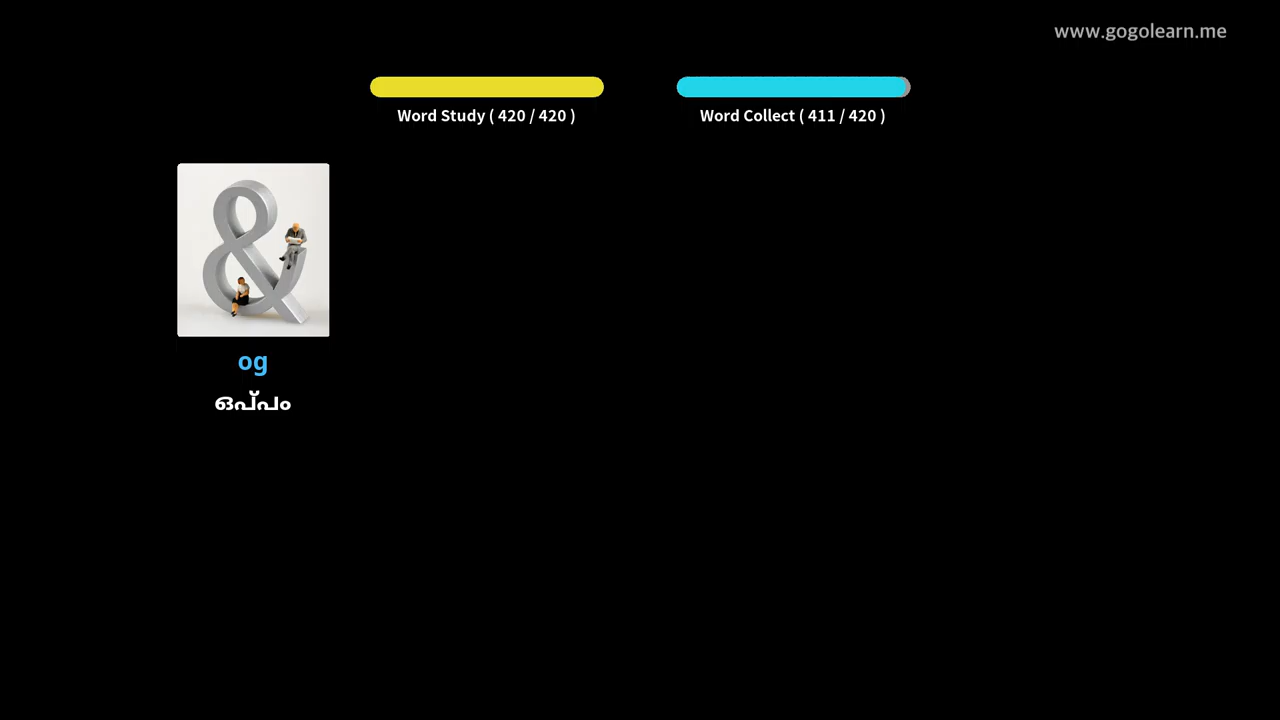 www.gogolearn.me
Word Study ( 420 / 420 )
Word Collect ( 411 / 420 )
&
og
ഒപ്പം